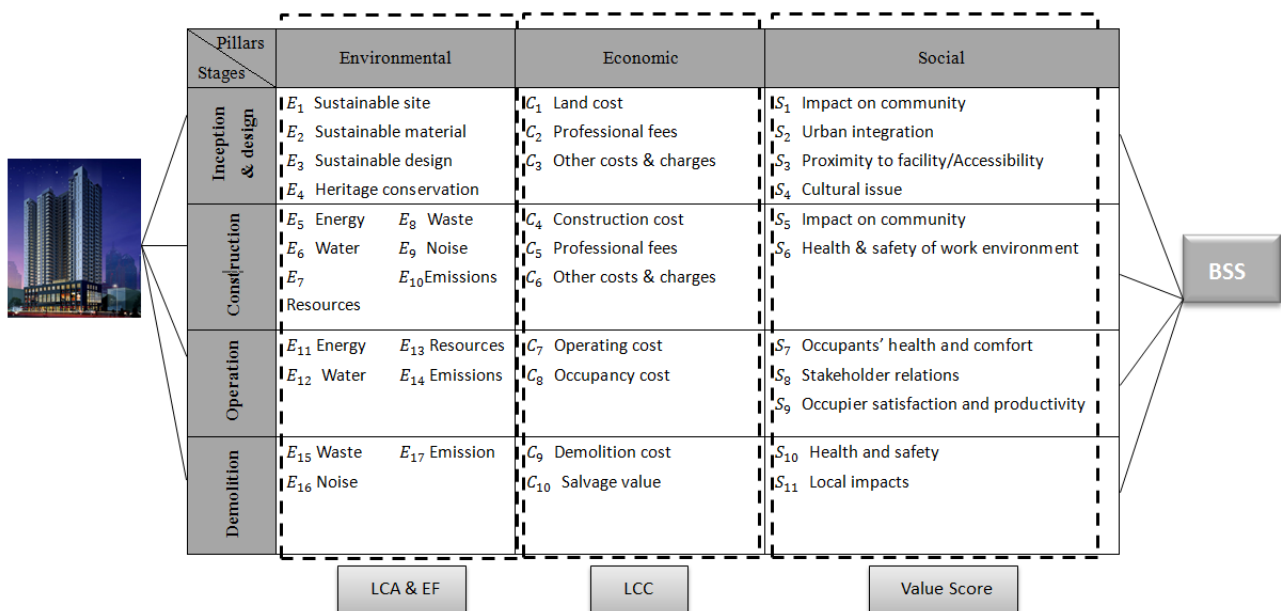 Pillars
Stages
Environmental
Economic
Social
Inception
& design
E1 Sustainable site
E2 Sustainable material
E3 Sustainable design
E4 Heritage conservation
C1 Land cost
C2 Professional fees
C3 Other costs & charges
S1 Impact on community
S2 Urban integration
S3 Proximity to facility/Accessibility
S4 Cultural issue
Construction
E5 Energy E8 Waste
E6 Water E9 Noise
E7 E10Emissions
Resources
C4 Construction cost
C5 Professional fees
C6 Other costs & charges
S5 Impact on community
S6 Health & safety of work environment
Operation
E11 Energy E13 Resources
E12 Water E14 Emissions
C7 Operating cost
C8 Occupancy cost
S7 Occupants’ health and comfort
S8 Stakeholder relations
S9 Occupier satisfaction and productivity
Demolition
E15 Waste E17 Emission
E16 Noise
C9 Demolition cost
C10 Salvage value
S10 Health and safety
S11 Local impacts
BSS
LCA & EF
LCC
Value Score